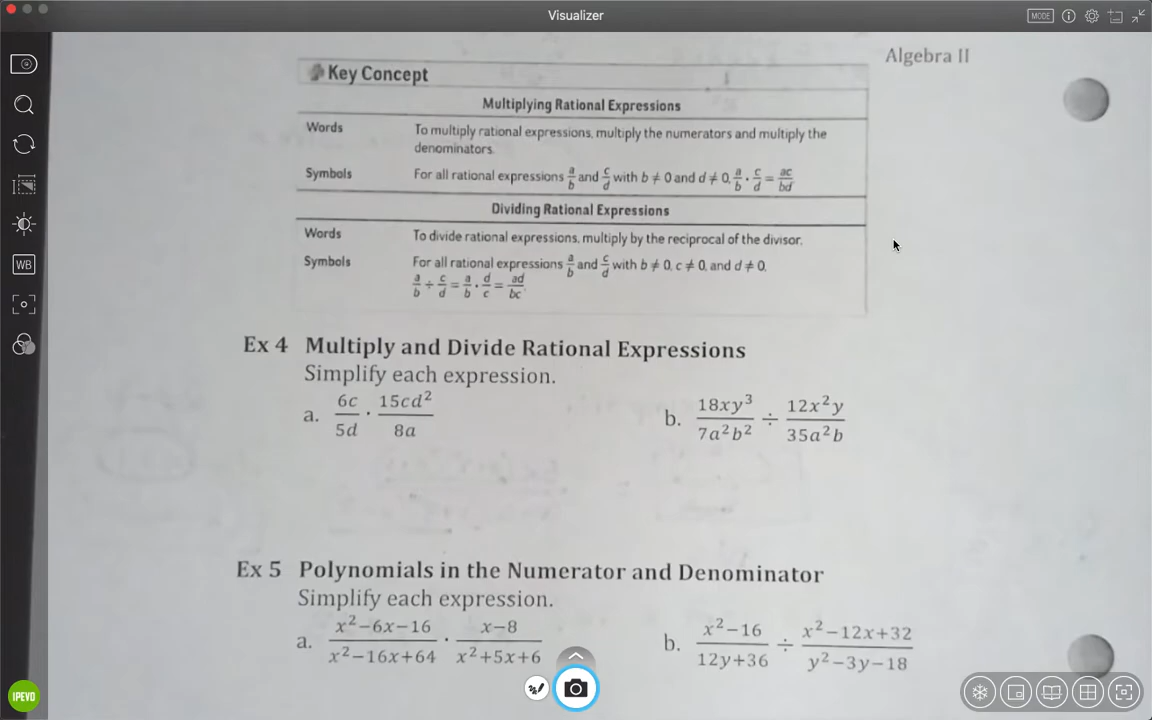 Visualizer
MODE
Algebra II
Key Concept
Multiplying Rational Expressions
Words To multiply rational expressions, multiply the numerators and multiply the
denominators.
Symbols For all rational expressions a/b and c/d with b ≠ 0 and d ≠ 0, a/b · c/d = ac/bd
Dividing Rational Expressions
Words To divide rational expressions, multiply by the reciprocal of the divisor.
Symbols For all rational expressions a/b and c/d with b ≠ 0, c ≠ 0, and d ≠ 0,
a/b ÷ c/d = a/b · d/c = ad/bc
WB
Ex 4 Multiply and Divide Rational Expressions
Simplify each expression.
a. 6c/5d · 15cd²/8a b. 18xy³/7a²b² ÷ 12x²y/35a²b
Ex 5 Polynomials in the Numerator and Denominator
Simplify each expression.
a. x²−6x−16/x²−16x+64 · x−8/x²+5x+6 b. x²−16/12y+36 ÷ x²−12x+32/y²−3y−18
IPEVO